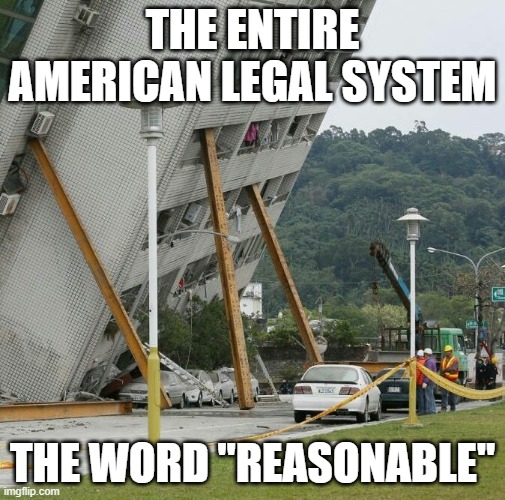 THE ENTIRE
AMERICAN LEGAL SYSTEM
THE WORD "REASONABLE"
imgflip.com